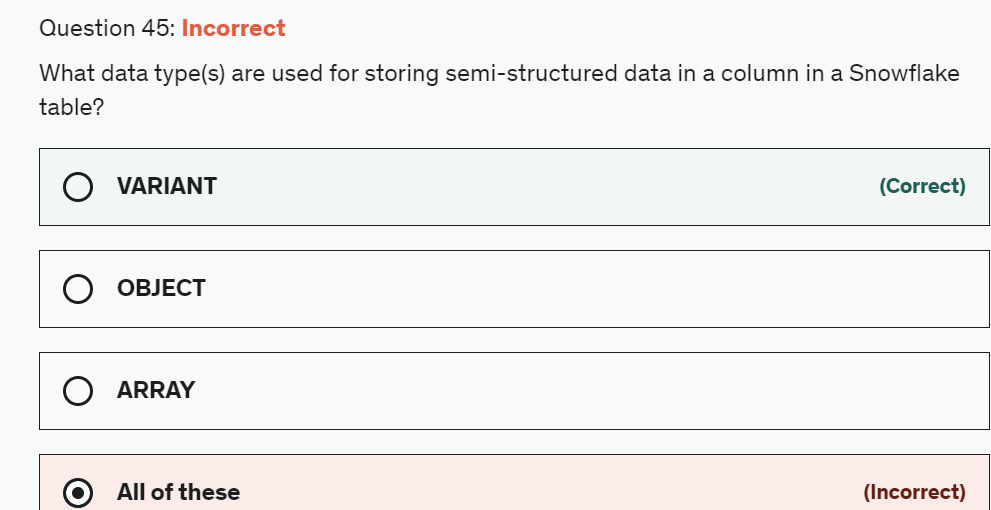 Question 45: Incorrect
What data type(s) are used for storing semi-structured data in a column in a Snowflake
table?
VARIANT (Correct)
OBJECT
ARRAY
All of these (Incorrect)